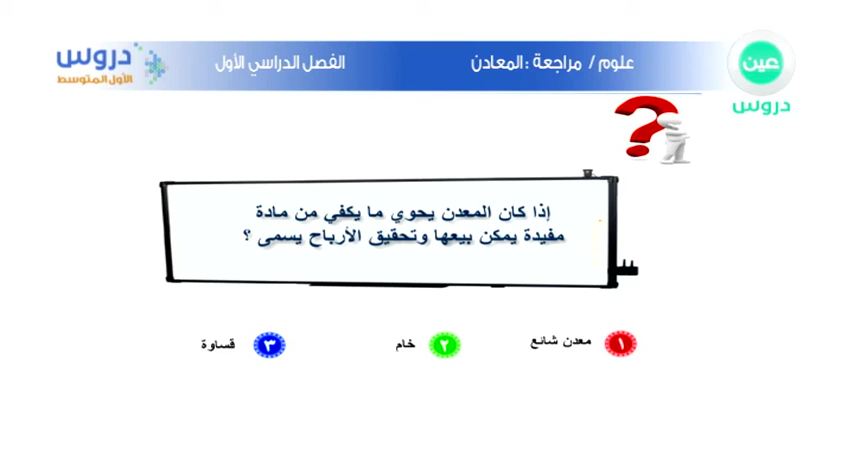 عين
دروس
علوم / مراجعة : المعادن
الفصل الدراسي الأول
دروس
الأول المتوسط
?
إذا كان المعدن يحوي ما يكفي من مادة
مفيدة يمكن بيعها وتحقيق الأرباح يسمى ؟
١ معدن شائع
٢ خام
٣ قساوة